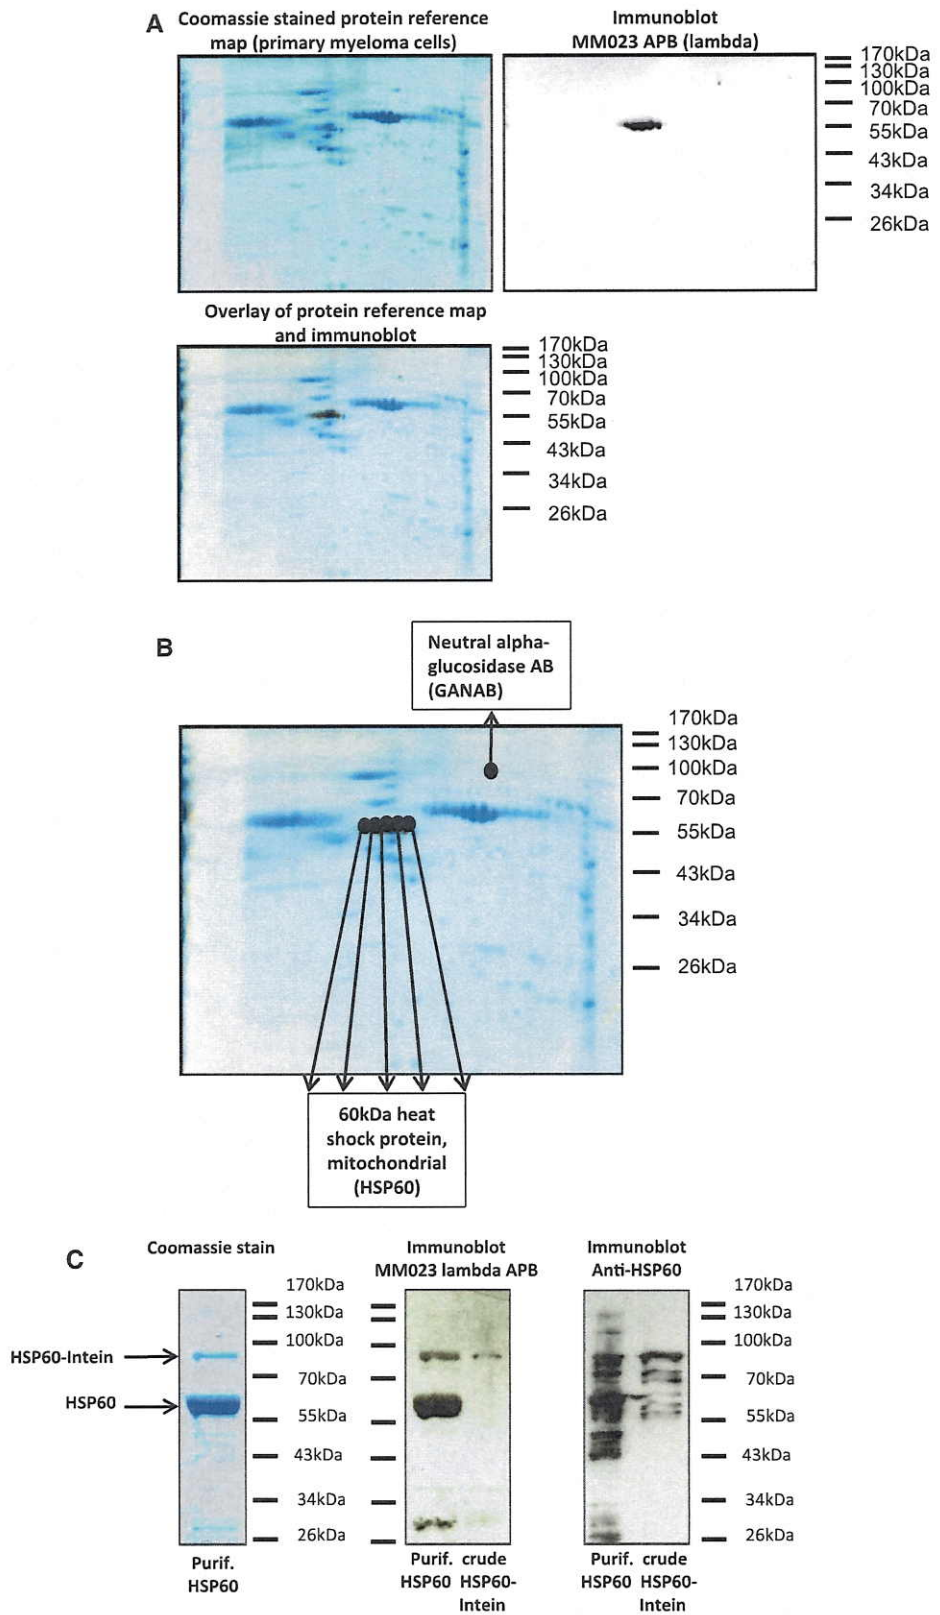 A
Coomassie stained protein reference
map (primary myeloma cells)
Immunoblot
MM023 APB (lambda)
170kDa
130kDa
100kDa
70kDa
55kDa
43kDa
34kDa
26kDa
Overlay of protein reference map
and immunoblot
170kDa
130kDa
100kDa
70kDa
55kDa
43kDa
34kDa
26kDa
B
Neutral alpha-
glucosidase AB
(GANAB)
170kDa
130kDa
100kDa
70kDa
55kDa
43kDa
34kDa
26kDa
60kDa heat
shock protein,
mitochondrial
(HSP60)
C
Coomassie stain
HSP60-Intein
HSP60
170kDa
130kDa
100kDa
70kDa
55kDa
43kDa
34kDa
26kDa
Purif.
HSP60
Immunoblot
MM023 lambda APB
Purif. crude
HSP60 HSP60-
Intein
Immunoblot
Anti-HSP60
170kDa
130kDa
100kDa
70kDa
55kDa
43kDa
34kDa
26kDa
Purif. crude
HSP60 HSP60-
Intein